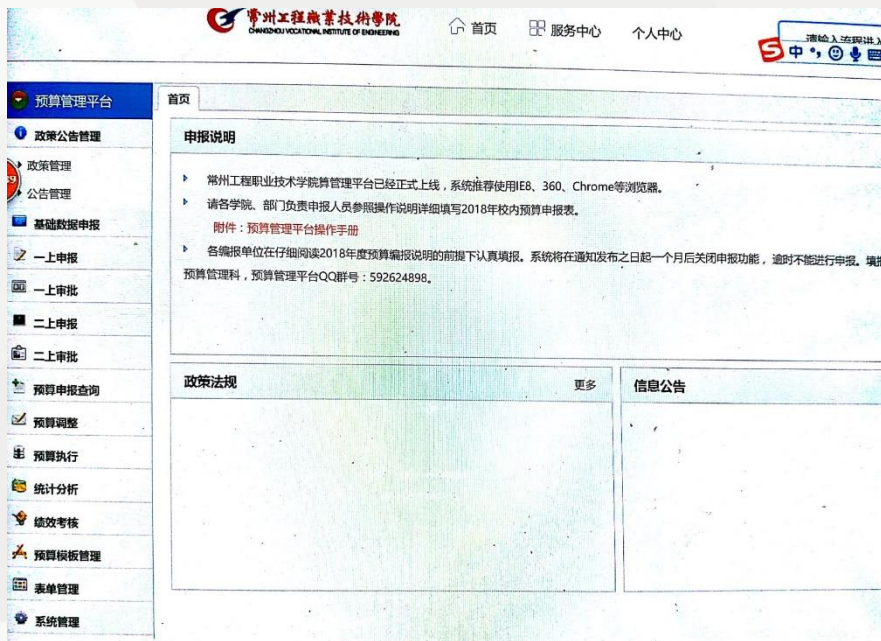 常州工程職業技術學院
CHANGZHOU VOCATIONAL INSTITUTE OF ENGINEERING
首页
服务中心
个人中心
请输入流程进入
中
预算管理平台
首页
政策公告管理
政策管理
公告管理
基础数据申报
一上申报
一上审批
二上申报
二上审批
预算申报查询
预算调整
预算执行
统计分析
绩效考核
预算模板管理
表单管理
系统管理
申报说明
常州工程职业技术学院算管理平台已经正式上线，系统推荐使用IE8、360、Chrome等浏览器。
请各学院、部门负责申报人员参照操作说明详细填写2018年校内预算申报表。
附件：预算管理平台操作手册
各编报单位在仔细阅读2018年度预算编报说明的前提下认真填报。系统将在通知发布之日起一个月后关闭申报功能，逾时不能进行申报。填报
预算管理科，预算管理平台QQ群号：592624898。
政策法规
更多
信息公告